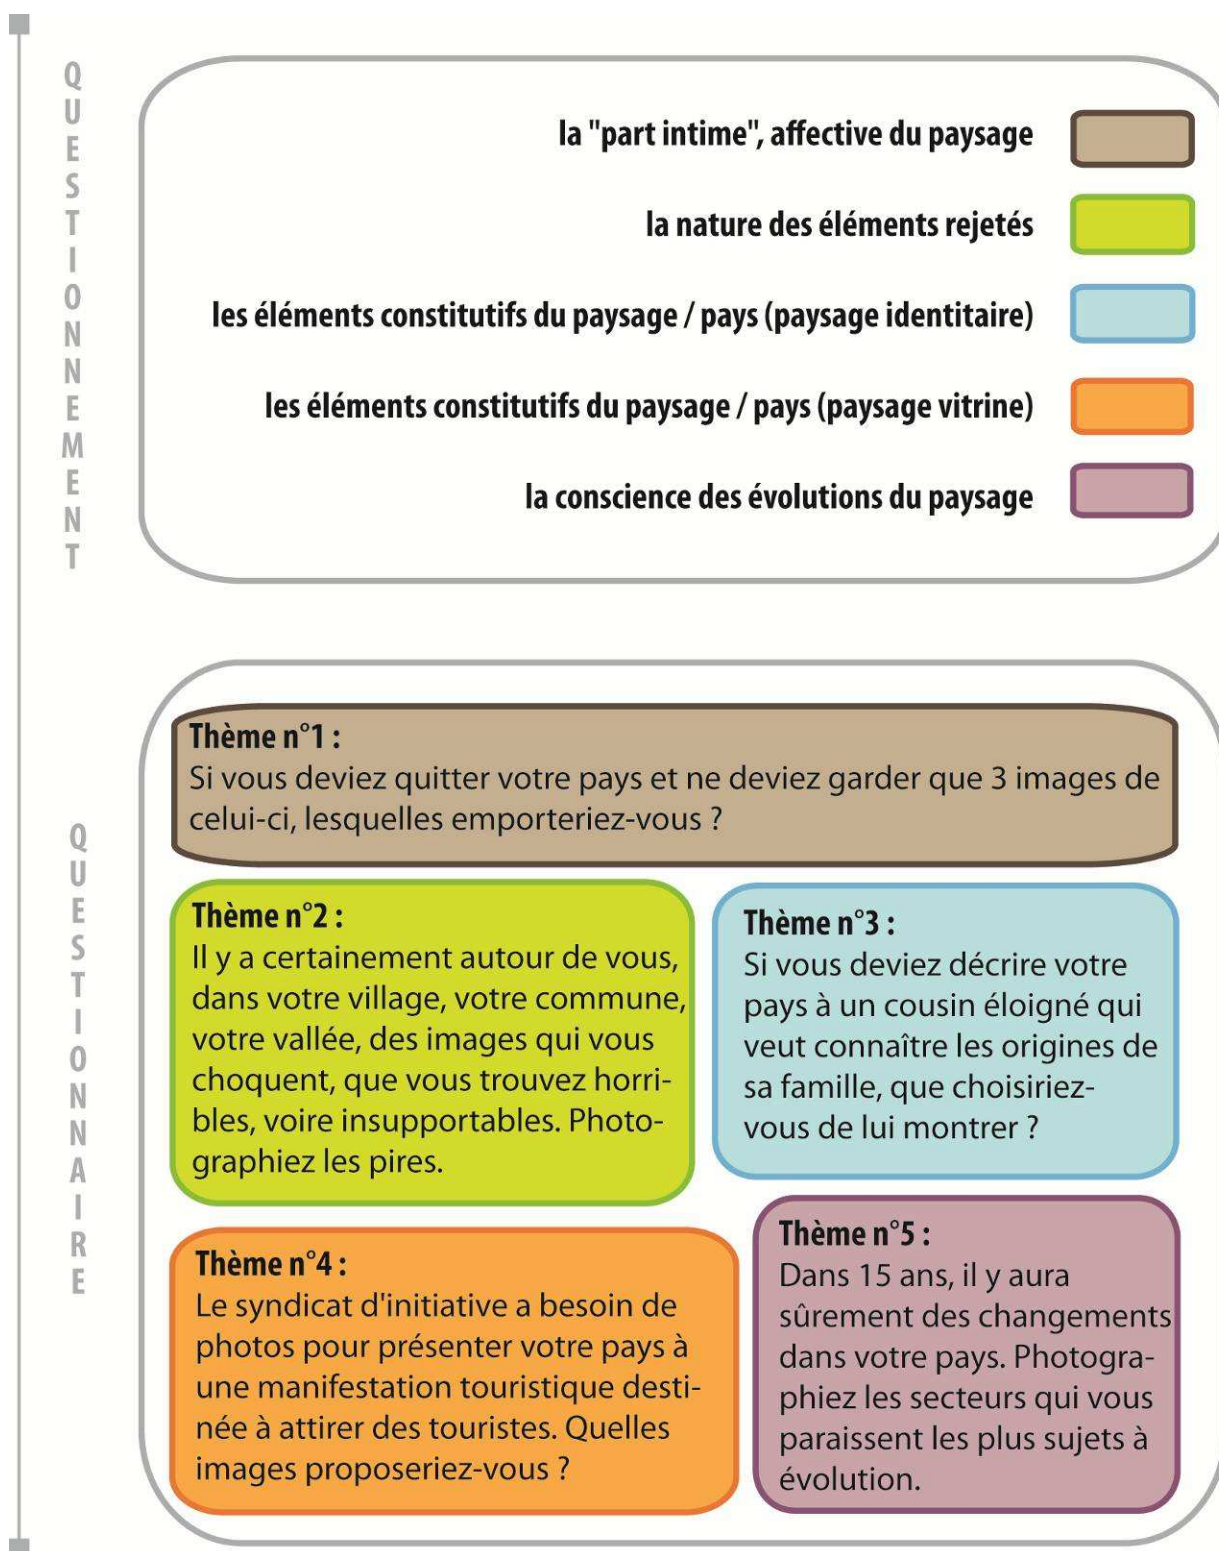 QUESTIONNEMENT
la "part intime", affective du paysage
la nature des éléments rejetés
les éléments constitutifs du paysage / pays (paysage identitaire)
les éléments constitutifs du paysage / pays (paysage vitrine)
la conscience des évolutions du paysage
QUESTIONNAIRE
Thème n°1 :
Si vous deviez quitter votre pays et ne deviez garder que 3 images de
celui-ci, lesquelles emporteriez-vous ?
Thème n°2 :
Il y a certainement autour de vous,
dans votre village, votre commune,
votre vallée, des images qui vous
choquent, que vous trouvez horri-
bles, voire insupportables. Photo-
graphiez les pires.
Thème n°3 :
Si vous deviez décrire votre
pays à un cousin éloigné qui
veut connaître les origines de
sa famille, que choisiriez-
vous de lui montrer ?
Thème n°4 :
Le syndicat d'initiative a besoin de
photos pour présenter votre pays à
une manifestation touristique desti-
née à attirer des touristes. Quelles
images proposeriez-vous ?
Thème n°5 :
Dans 15 ans, il y aura
sûrement des changements
dans votre pays. Photogra-
phiez les secteurs qui vous
paraissent les plus sujets à
évolution.